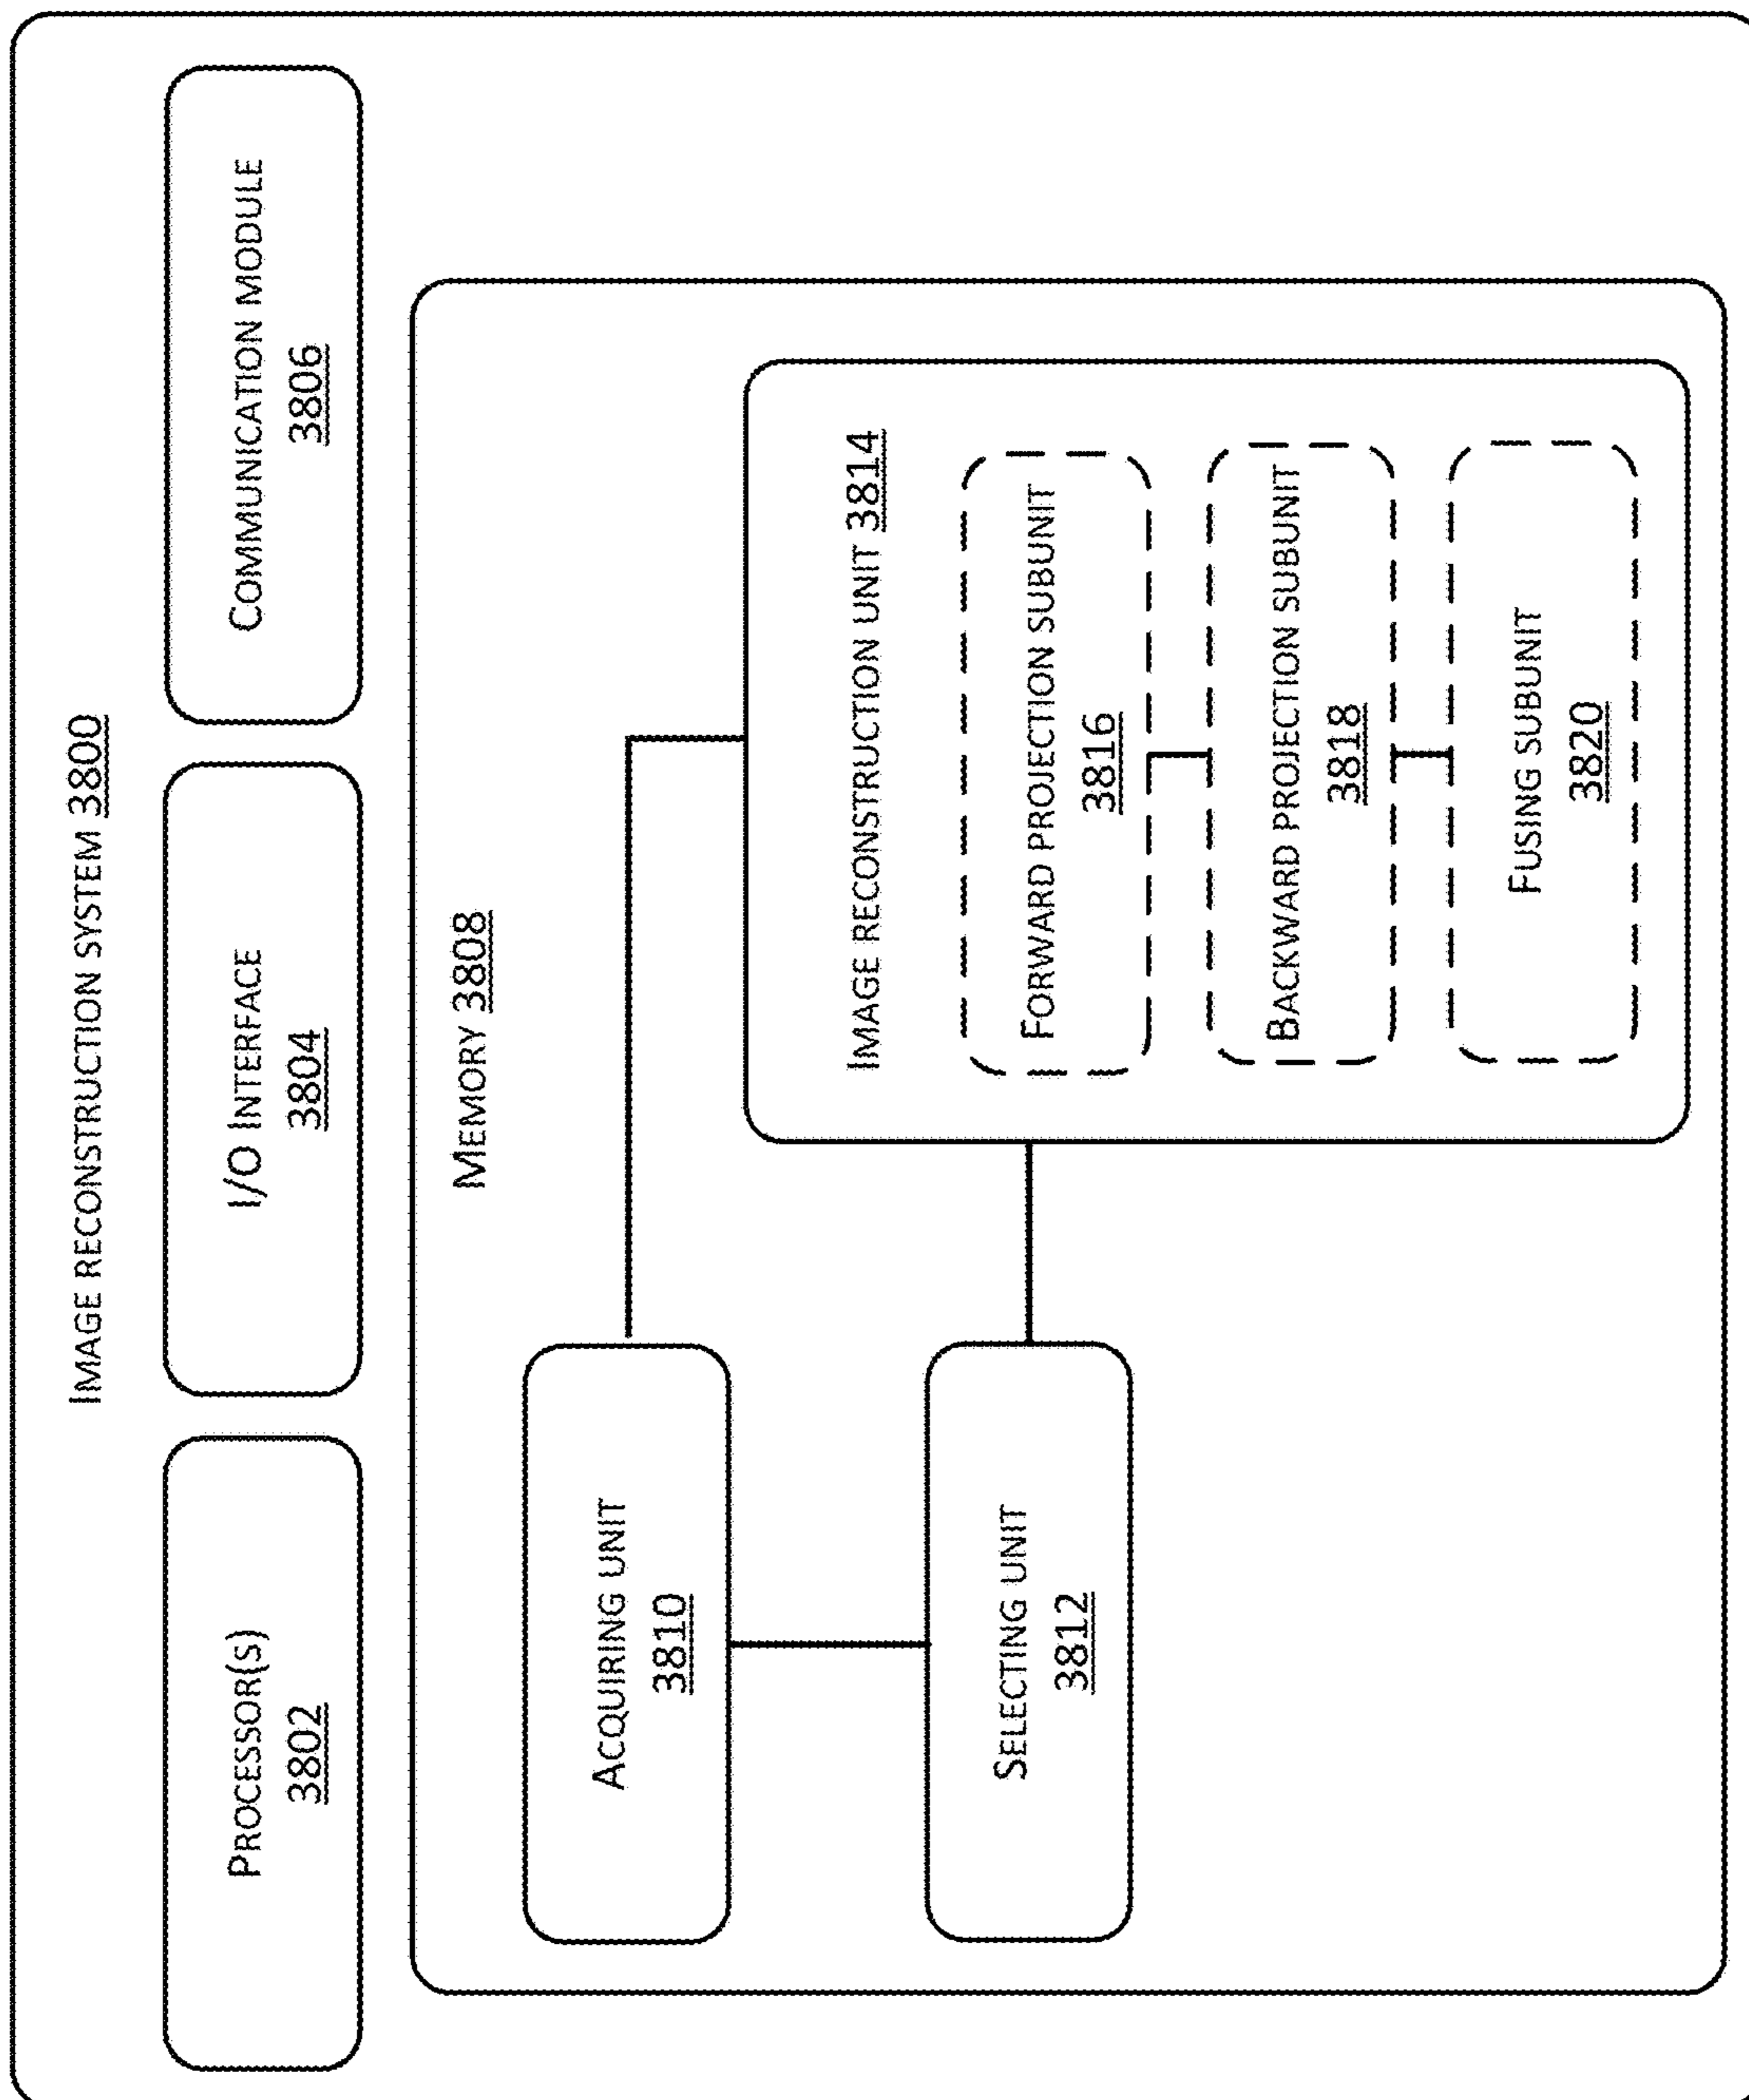 IMAGE RECONSTRUCTION SYSTEM 3800
PROCESSOR(S)
3802
I/O INTERFACE
3804
COMMUNICATION MODULE
3806
MEMORY 3808
ACQUIRING UNIT
3810
SELECTING UNIT
3812
IMAGE RECONSTRUCTION UNIT 3814
FORWARD PROJECTION SUBUNIT
3816
BACKWARD PROJECTION SUBUNIT
3818
FUSING SUBUNIT
3820